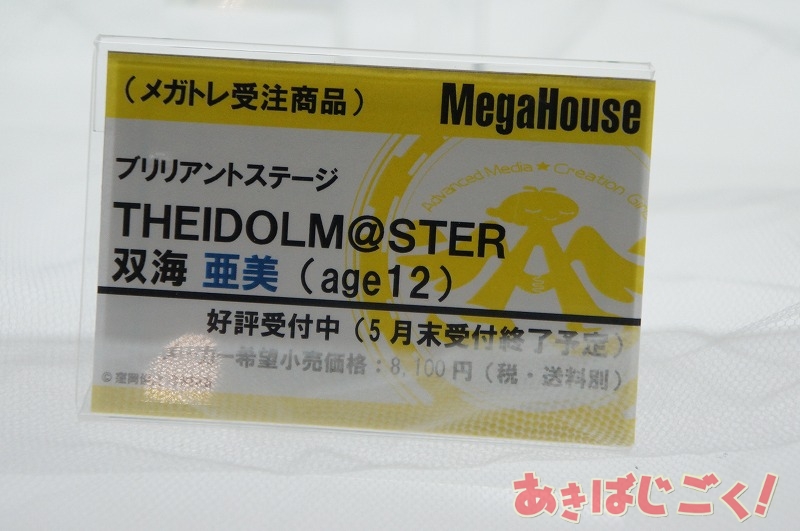 （メガトレ受注商品）
MegaHouse
Advanced Media★Creation
ブリリアントステージ
THEIDOLM@STER
双海 亜美（age12）
好評受付中（5月末受付終了予定）
希望小売価格：8,100円（税・送料別）
©
あきばじごく!